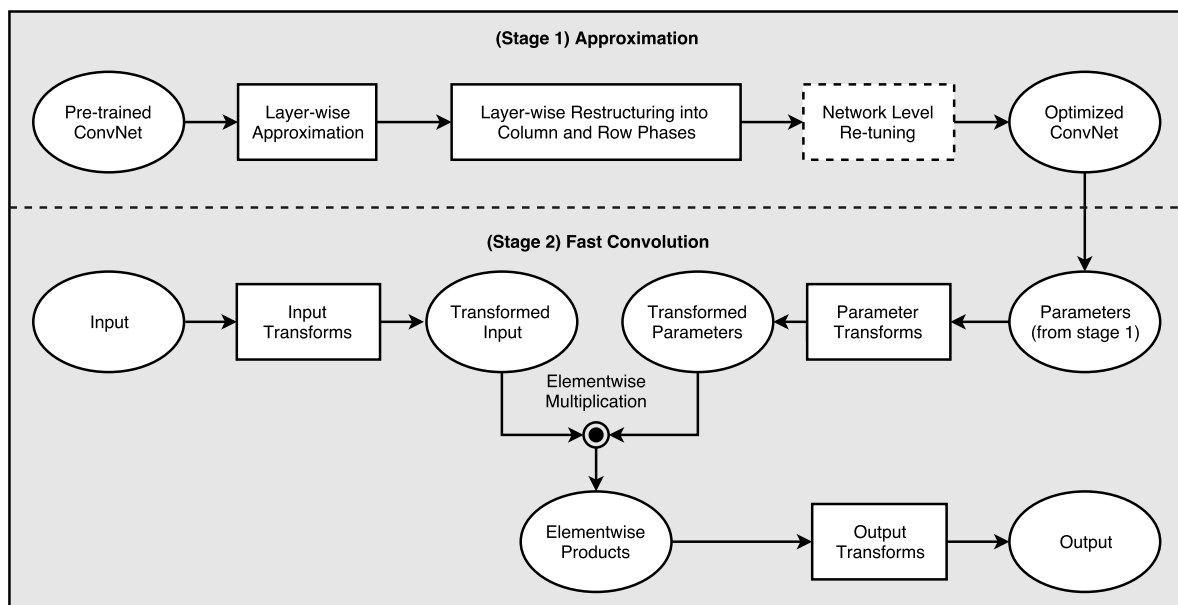 (Stage 1) Approximation
Pre-trained
ConvNet
Layer-wise
Approximation
Layer-wise Restructuring into
Column and Row Phases
Network Level
Re-tuning
Optimized
ConvNet
(Stage 2) Fast Convolution
Input
Input
Transforms
Transformed
Input
Transformed
Parameters
Parameter
Transforms
Parameters
(from stage 1)
Elementwise
Multiplication
Elementwise
Products
Output
Transforms
Output